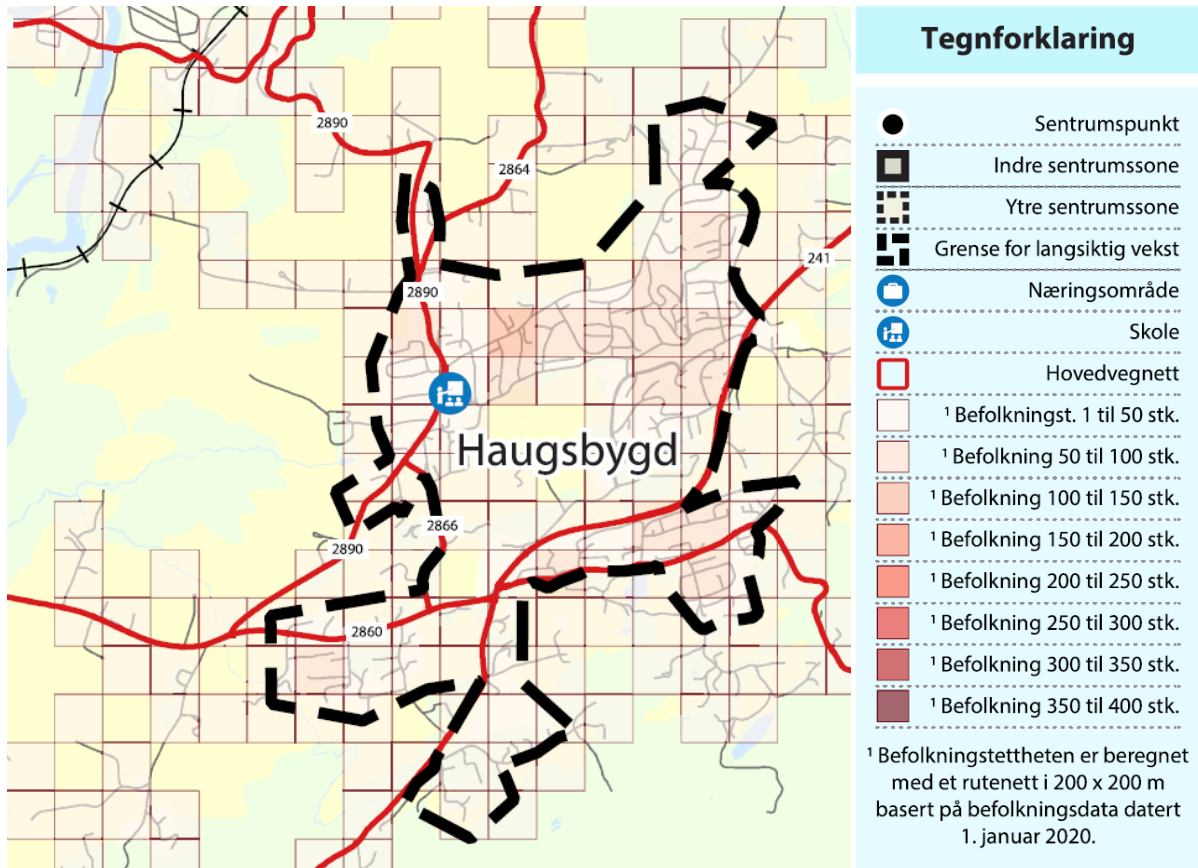 Tegnforklaring
Sentrumspunkt
Indre sentrumssone
Ytre sentrumssone
Grense for langsiktig vekst
Næringsområde
Skole
Hovedvegnett
¹ Befolkningst. 1 til 50 stk.
¹ Befolkning 50 til 100 stk.
¹ Befolkning 100 til 150 stk.
¹ Befolkning 150 til 200 stk.
¹ Befolkning 200 til 250 stk.
¹ Befolkning 250 til 300 stk.
¹ Befolkning 300 til 350 stk.
¹ Befolkning 350 til 400 stk.
¹ Befolkningstettheten er beregnet
med et rutenett i 200 x 200 m
basert på befolkningsdata datert
1. januar 2020.
2890
2864
241
2890
Haugsbygd
2866
2890
2860